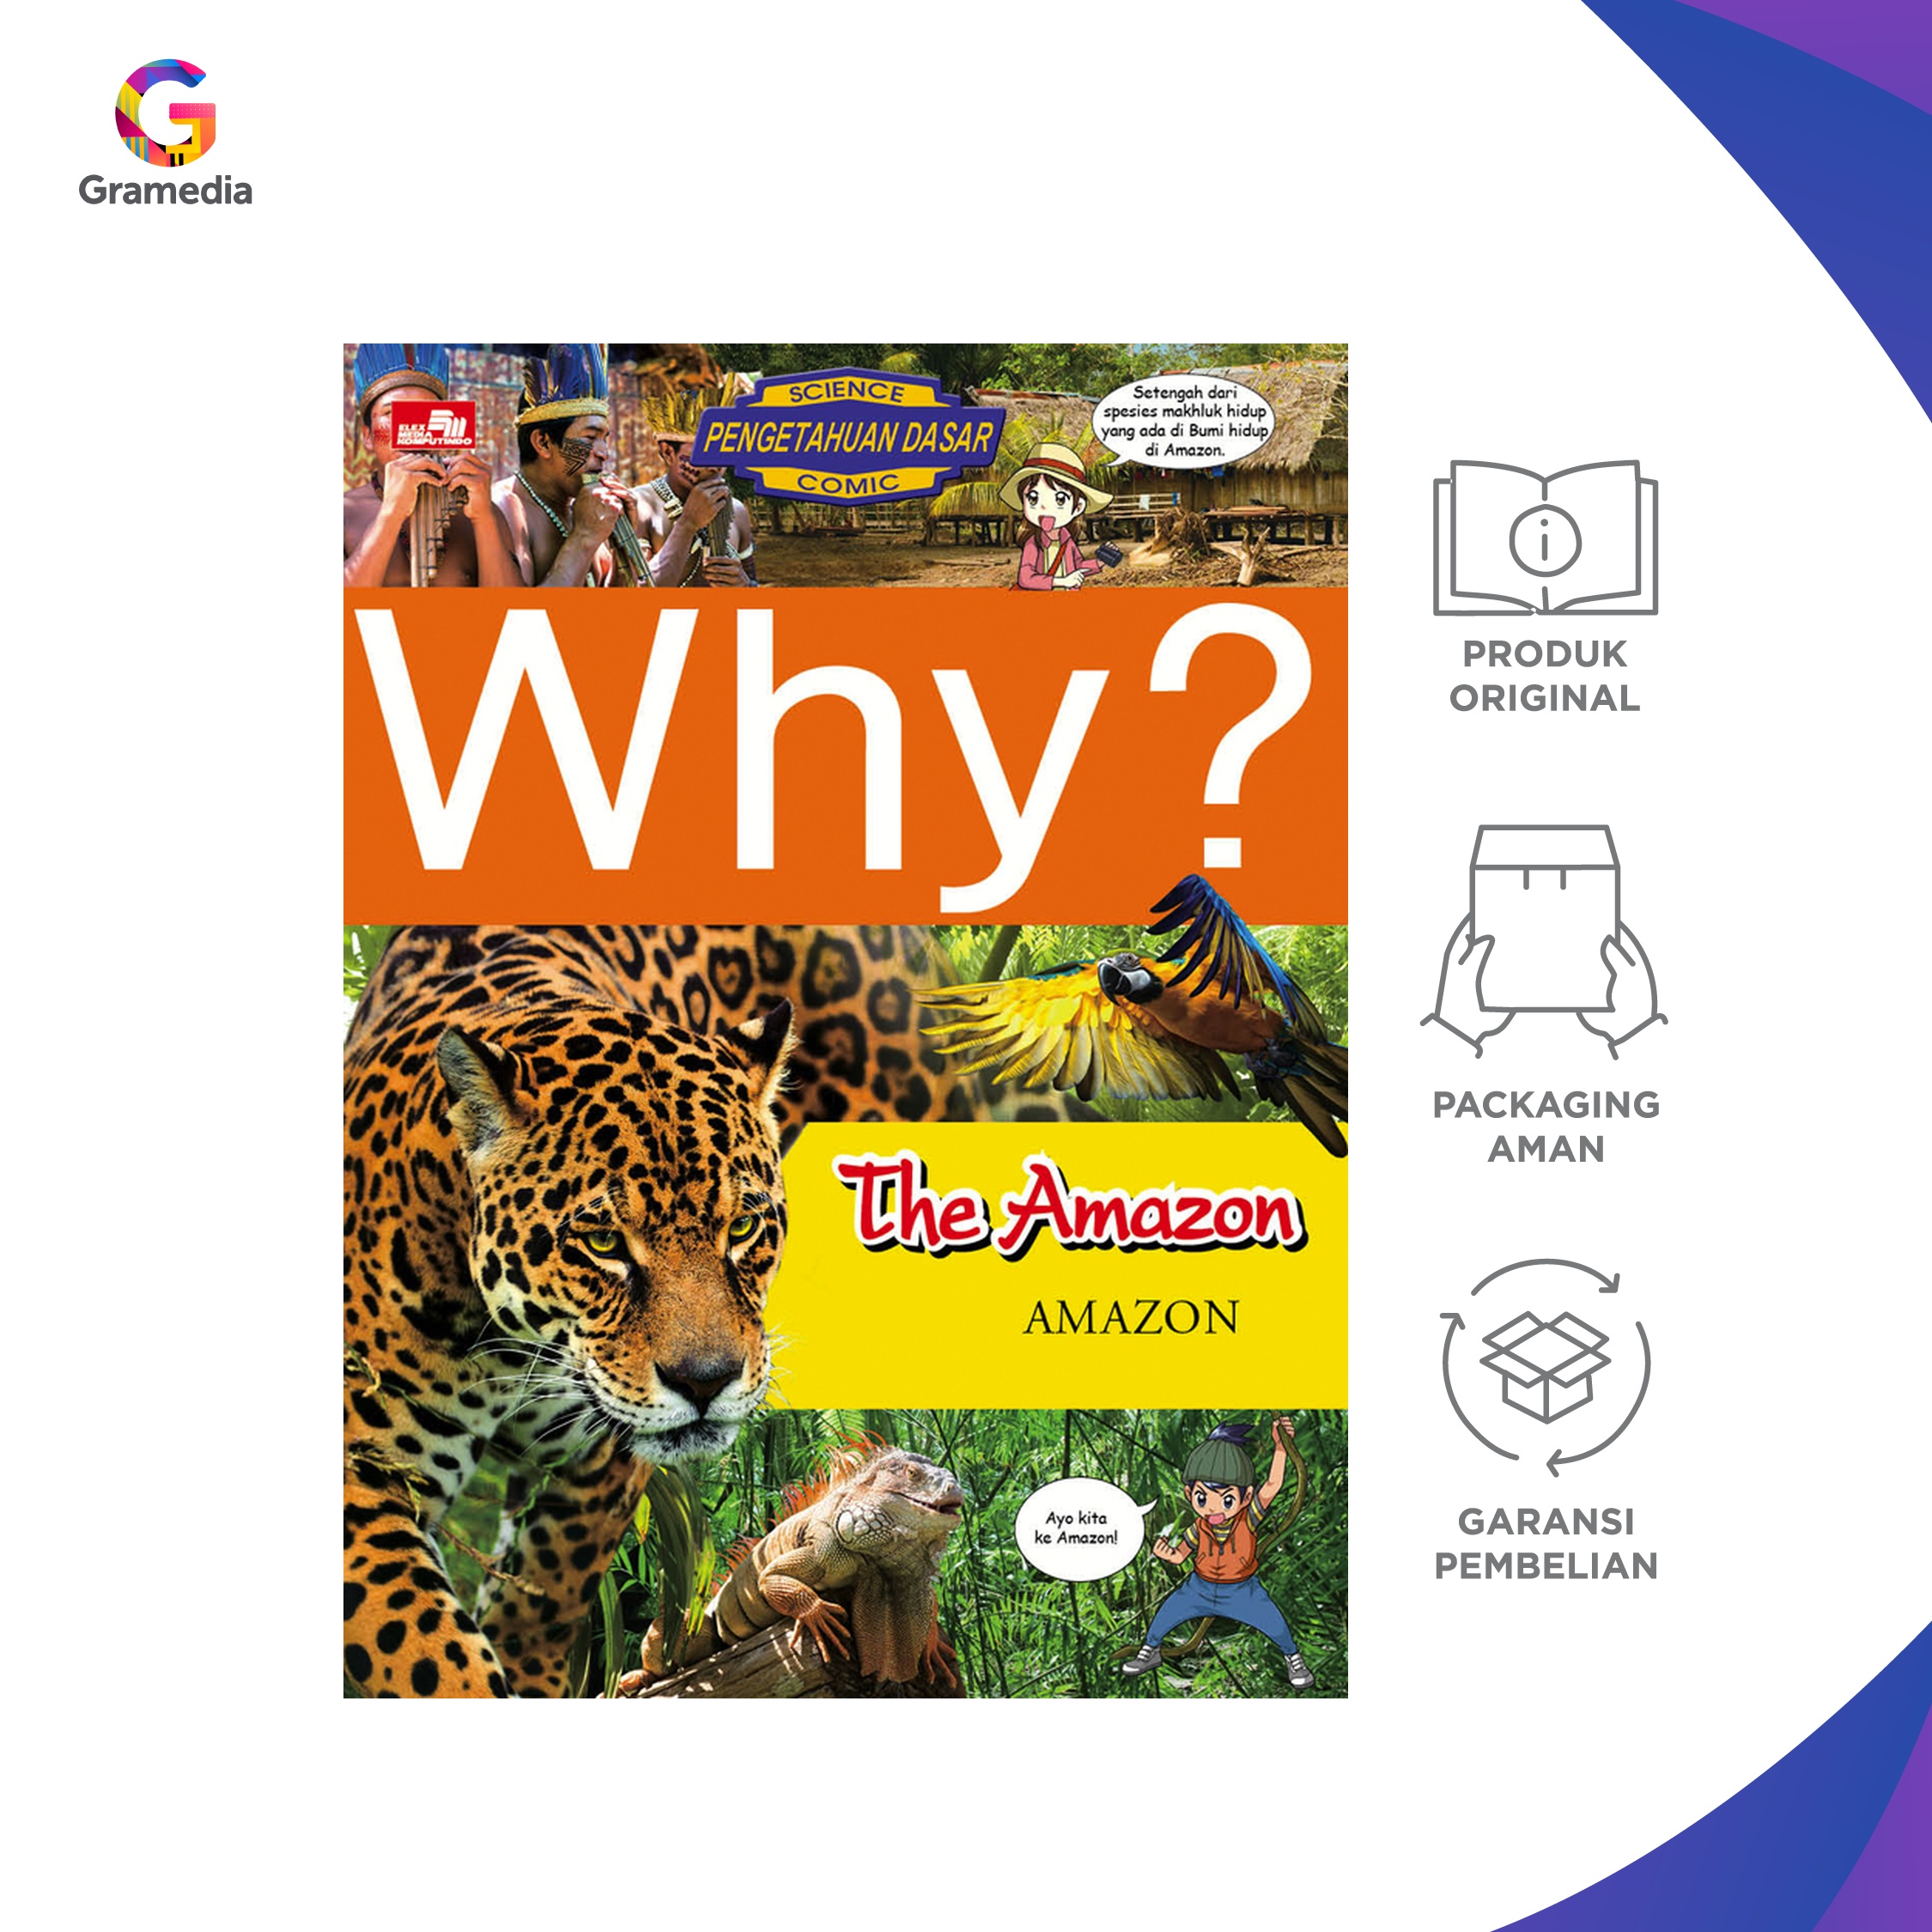 Gramedia
ELEX
MEDIA
KOMPUTINDO
SCIENCE
PENGETAHUAN DASAR
COMIC
Setengah dari
spesies makhluk hidup
yang ada di Bumi hidup
di Amazon.
Why?
The Amazon
AMAZON
Ayo kita
ke Amazon!
PRODUK
ORIGINAL
PACKAGING
AMAN
GARANSI
PEMBELIAN